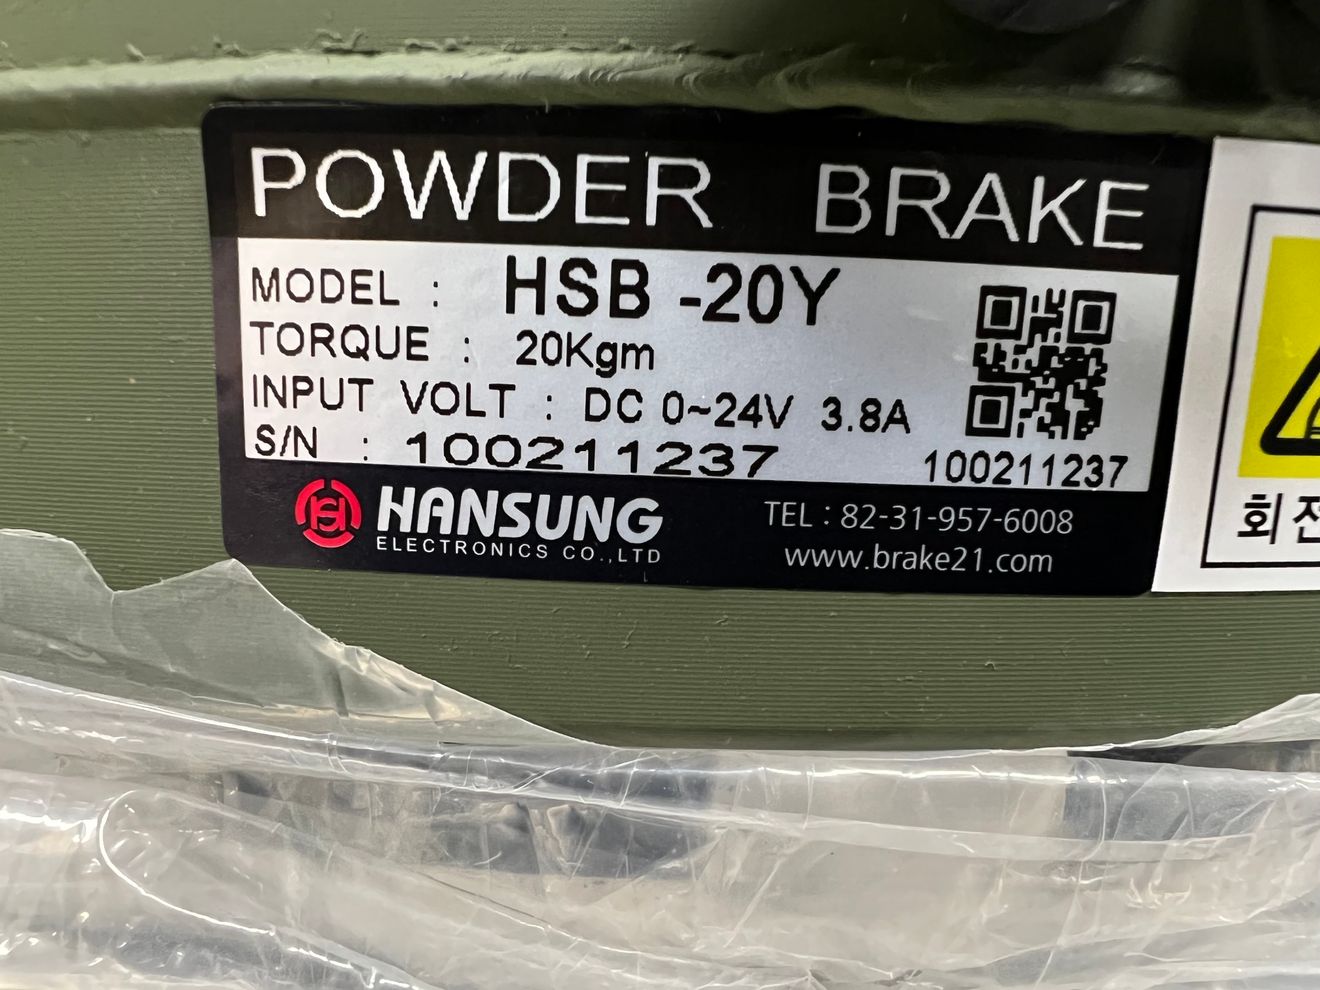 POWDER BRAKE
MODEL : HSB -20Y
TORQUE : 20Kgm
INPUT VOLT : DC 0~24V 3.8A
S/N : 100211237
100211237
HANSUNG
ELECTRONICS CO.,LTD
TEL : 82-31-957-6008
www.brake21.com
회전